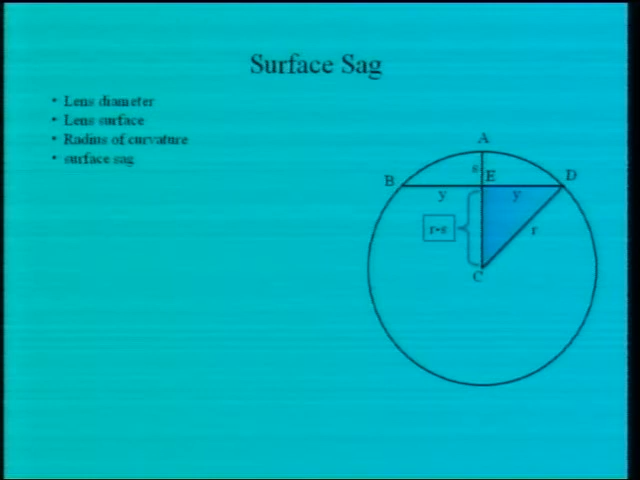 Surface Sag
• Lens diameter
• Lens surface
• Radius of curvature
• surface sag
A
s
B
E
D
y
y
r-s
r
C